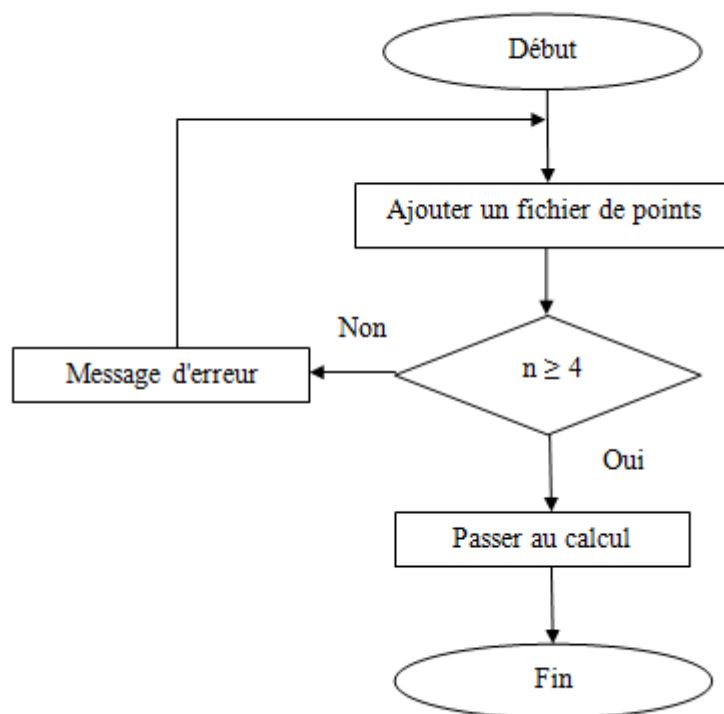 Début
Ajouter un fichier de points
Non
n ≥ 4
Message d'erreur
Oui
Passer au calcul
Fin